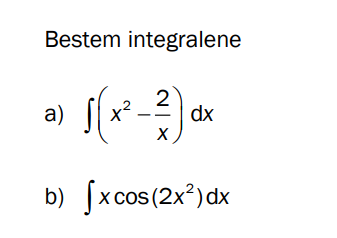 Bestem integralene
a) ∫(x² − 2/x) dx
b) ∫x cos(2x²) dx